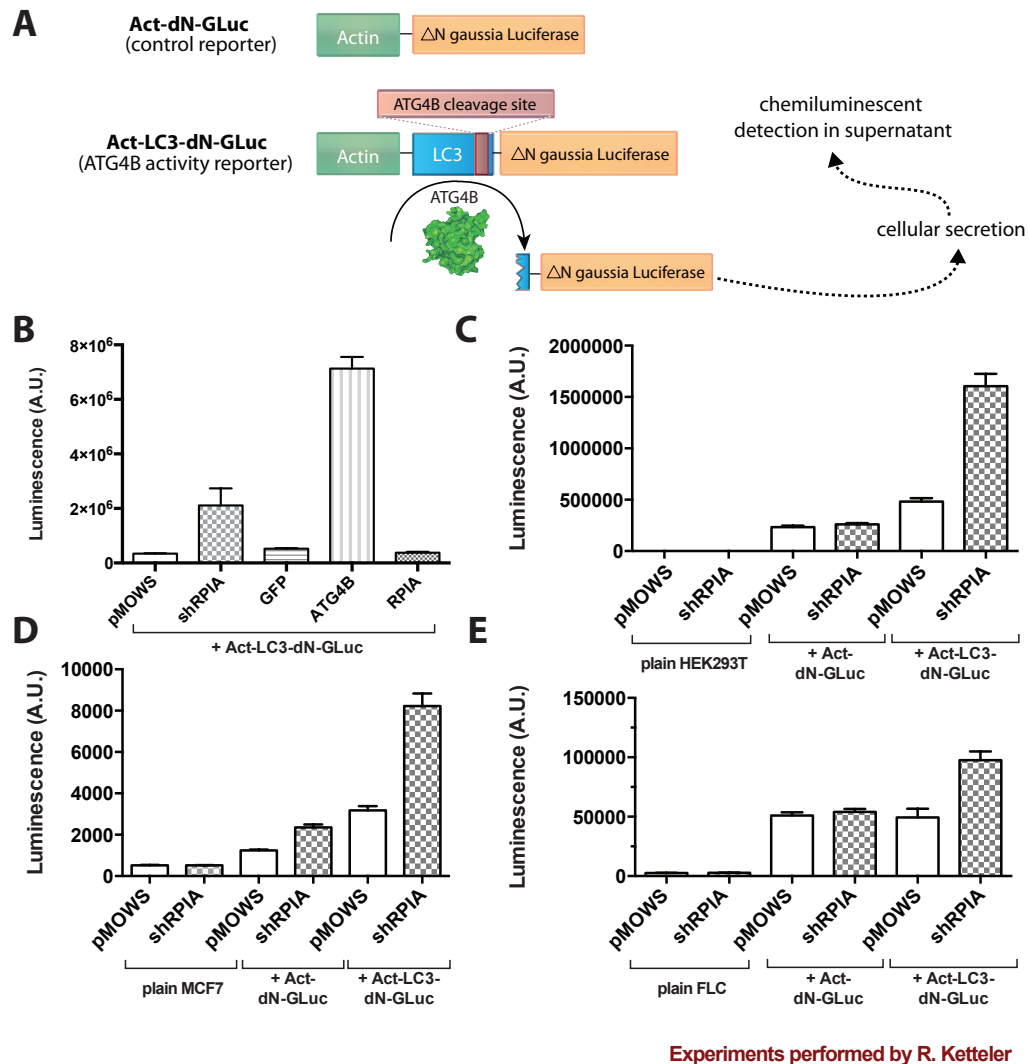 A
Act-dN-GLuc
(control reporter)
Actin
△N gaussia Luciferase
ATG4B cleavage site
Act-LC3-dN-GLuc
(ATG4B activity reporter)
Actin
LC3
△N gaussia Luciferase
ATG4B
△N gaussia Luciferase
chemiluminescent
detection in supernatant
cellular secretion
B
Luminescence (A.U.)
8×10⁶
6×10⁶
4×10⁶
2×10⁶
0
pMOWS
shRPIA
GFP
ATG4B
RPIA
+ Act-LC3-dN-GLuc
C
Luminescence (A.U.)
2000000
1500000
1000000
500000
0
pMOWS
shRPIA
pMOWS
shRPIA
pMOWS
shRPIA
plain HEK293T
+ Act-
dN-GLuc
+ Act-LC3-
dN-GLuc
D
Luminescence (A.U.)
10000
8000
6000
4000
2000
0
pMOWS
shRPIA
pMOWS
shRPIA
pMOWS
shRPIA
plain MCF7
+ Act-
dN-GLuc
+ Act-LC3-
dN-GLuc
E
Luminescence (A.U.)
150000
100000
50000
0
pMOWS
shRPIA
pMOWS
shRPIA
pMOWS
shRPIA
plain FLC
+ Act-
dN-GLuc
+ Act-LC3-
dN-GLuc
Experiments performed by R. Ketteler